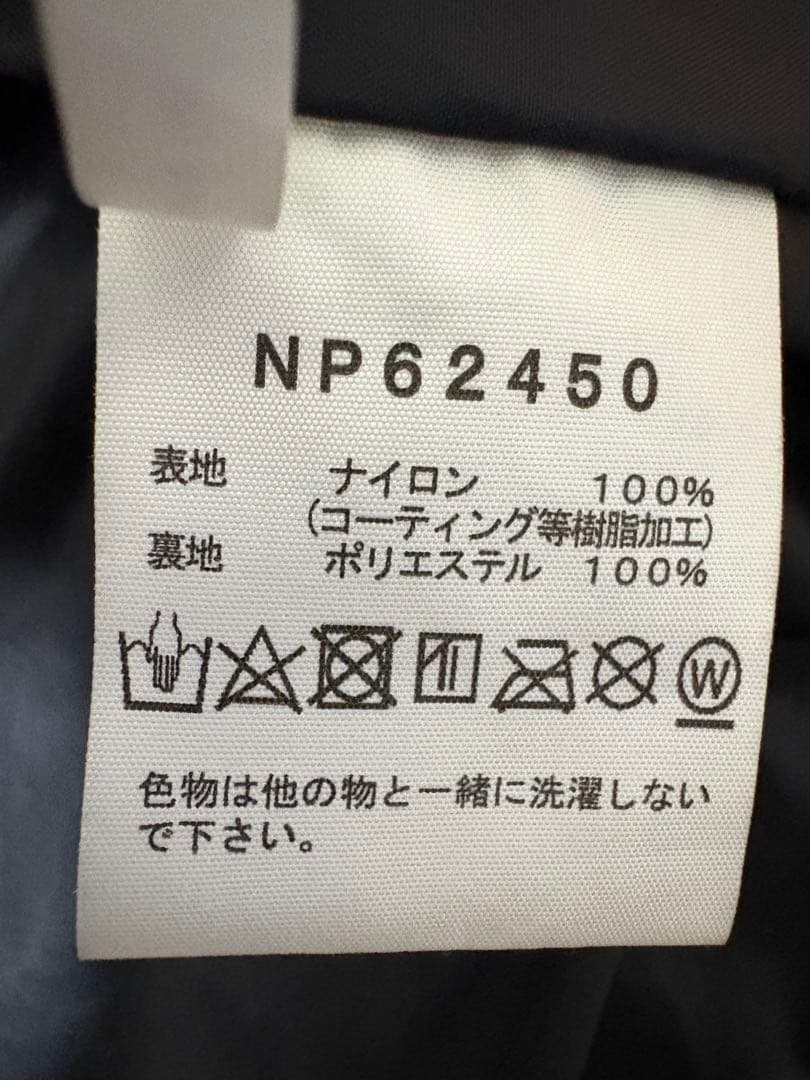 NP62450
表地 ナイロン 100%
(コーティング等樹脂加工)
裏地 ポリエステル 100%
W
色物は他の物と一緒に洗濯しない
で下さい。